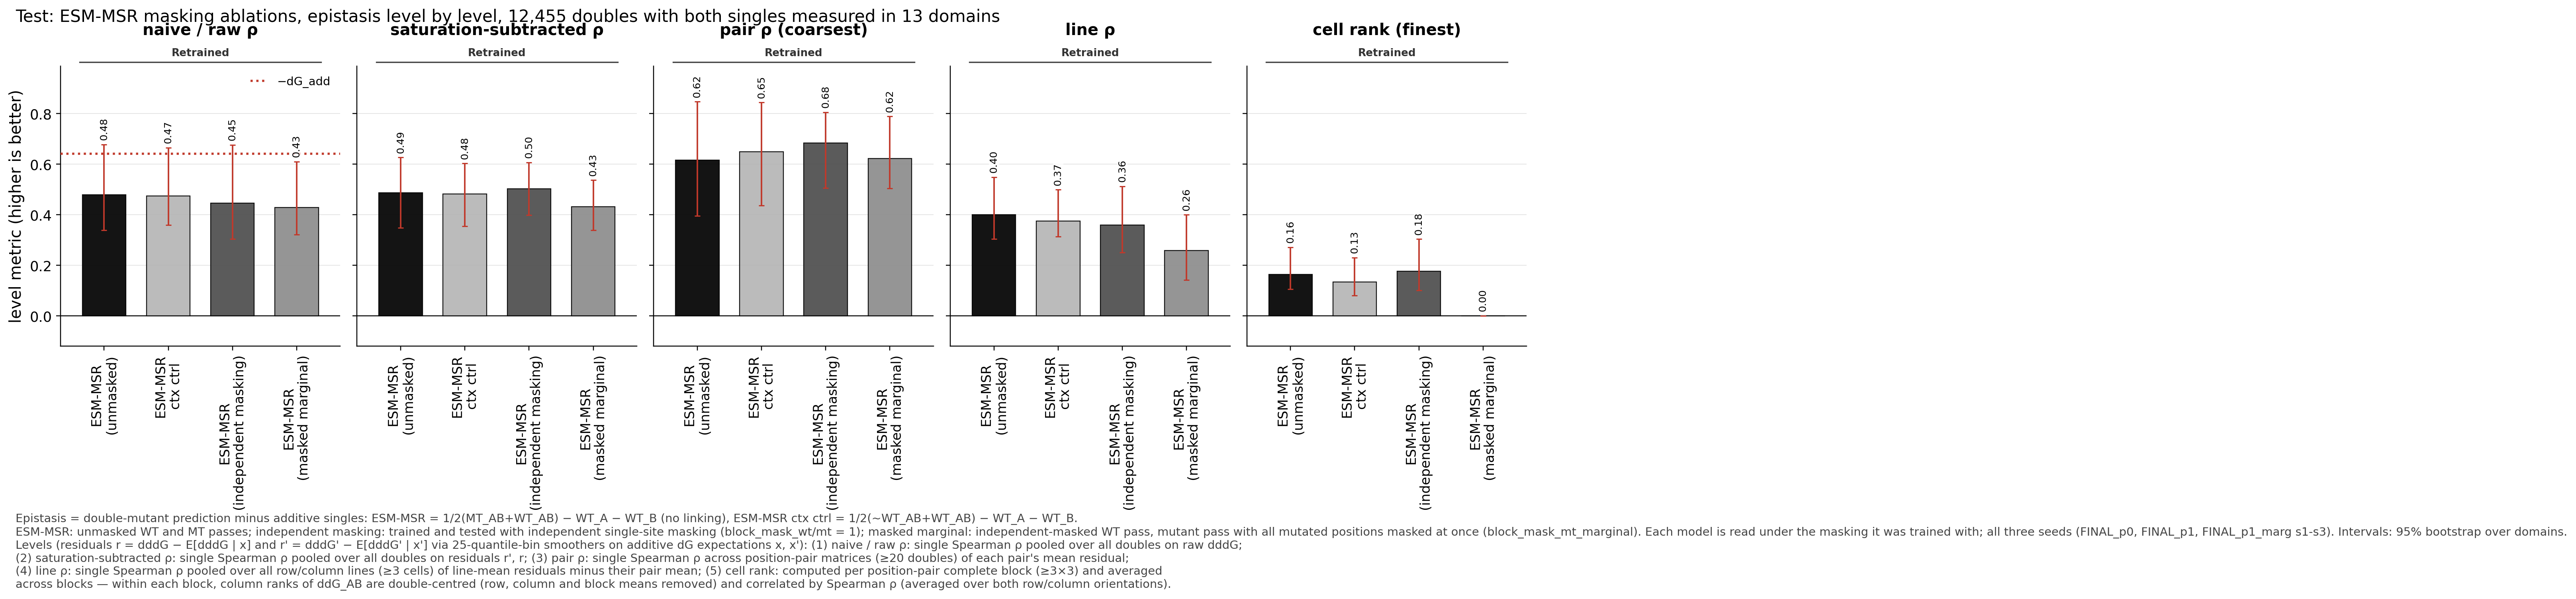 Test: ESM-MSR masking ablations, epistasis level by level, 12,455 doubles with both singles measured in 13 domains
naive / raw ρ
saturation-subtracted ρ
pair ρ (coarsest)
line ρ
cell rank (finest)
Retrained
Retrained
Retrained
Retrained
Retrained
−dG_add
level metric (higher is better)
0.8
0.6
0.4
0.2
0.0
0.48
0.47
0.45
0.43
0.49
0.48
0.50
0.43
0.62
0.65
0.68
0.62
0.40
0.37
0.36
0.26
0.16
0.13
0.18
0.00
ESM-MSR
(unmasked)
ESM-MSR
ctx ctrl
ESM-MSR
(independent masking)
ESM-MSR
(masked marginal)
ESM-MSR
(unmasked)
ESM-MSR
ctx ctrl
ESM-MSR
(independent masking)
ESM-MSR
(masked marginal)
ESM-MSR
(unmasked)
ESM-MSR
ctx ctrl
ESM-MSR
(independent masking)
ESM-MSR
(masked marginal)
ESM-MSR
(unmasked)
ESM-MSR
ctx ctrl
ESM-MSR
(independent masking)
ESM-MSR
(masked marginal)
ESM-MSR
(unmasked)
ESM-MSR
ctx ctrl
ESM-MSR
(independent masking)
ESM-MSR
(masked marginal)
Epistasis = double-mutant prediction minus additive singles: ESM-MSR = 1/2(MT_AB+WT_AB) − WT_A − WT_B (no linking), ESM-MSR ctx ctrl = 1/2(~WT_AB+WT_AB) − WT_A − WT_B.
ESM-MSR: unmasked WT and MT passes; independent masking: trained and tested with independent single-site masking (block_mask_wt/mt = 1); masked marginal: independent-masked WT pass, mutant pass with all mutated positions masked at once (block_mask_mt_marginal). Each model is read under the masking it was trained with; all three seeds (FINAL_p0, FINAL_p1, FINAL_p1_marg s1-s3). Intervals: 95% bootstrap over domains.
Levels (residuals r = dddG − E[dddG | x] and r' = dddG' − E[dddG' | x'] via 25-quantile-bin smoothers on additive dG expectations x, x'): (1) naive / raw ρ: single Spearman ρ pooled over all doubles on raw dddG;
(2) saturation-subtracted ρ: single Spearman ρ pooled over all doubles on residuals r', r; (3) pair ρ: single Spearman ρ across position-pair matrices (≥20 doubles) of each pair's mean residual;
(4) line ρ: single Spearman ρ pooled over all row/column lines (≥3 cells) of line-mean residuals minus their pair mean; (5) cell rank: computed per position-pair complete block (≥3×3) and averaged
across blocks — within each block, column ranks of ddG_AB are double-centred (row, column and block means removed) and correlated by Spearman ρ (averaged over both row/column orientations).